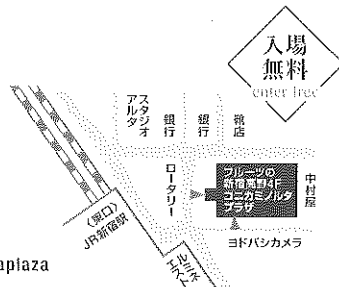 入場
無料
enter free
スタジオ
アルタ
銀行
銀行
靴店
ロータリー
フルーツの
新宿高野4F
コニカミノルタ
プラザ
中村屋
ヨドバシカメラ
〈東口〉
JR新宿駅
ルミネ
エスト
aplaza